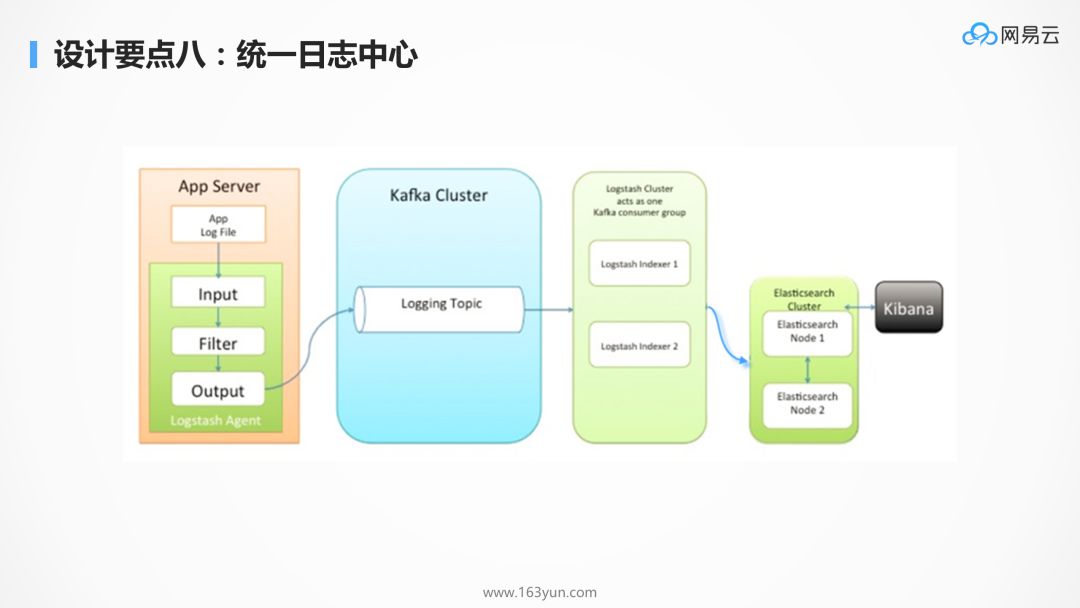 设计要点八：统一日志中心
网易云
App Server
App
Log File
Input
Filter
Output
Logstash Agent
Kafka Cluster
Logging Topic
Logstash Cluster
acts as one
Kafka consumer group
Logstash Indexer 1
Logstash Indexer 2
Elasticsearch
Cluster
Elasticsearch
Node 1
Elasticsearch
Node 2
Kibana
www.163yun.com